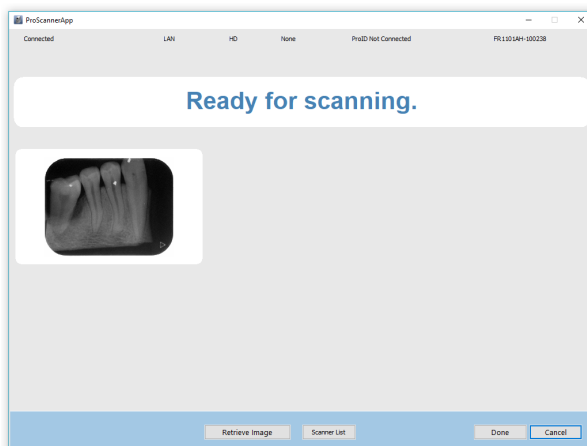 ProScannerApp
Connected LAN HD None ProID Not Connected FR1101AH-100238
Ready for scanning.
Retrieve Image Scanner List Done Cancel